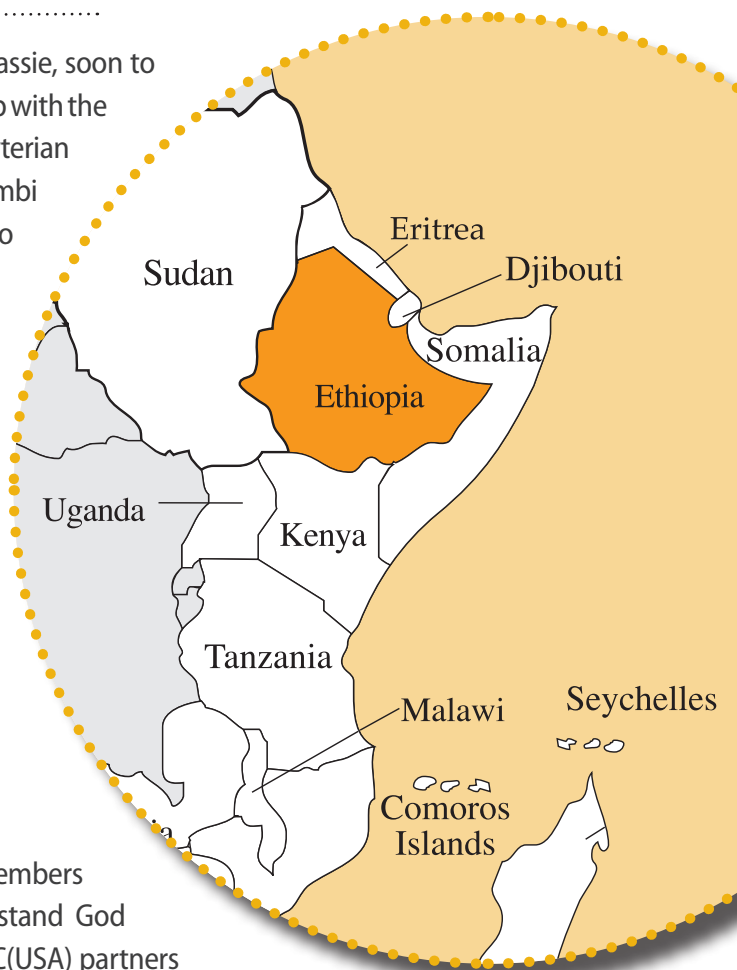 assie, soon to
with the
terian
mbi
o
Eritrea
Djibouti
Sudan
Somalia
Ethiopia
Uganda
Kenya
Tanzania
Malawi
Seychelles
Comoros
Islands
ia
embers
stand God
C(USA) partners